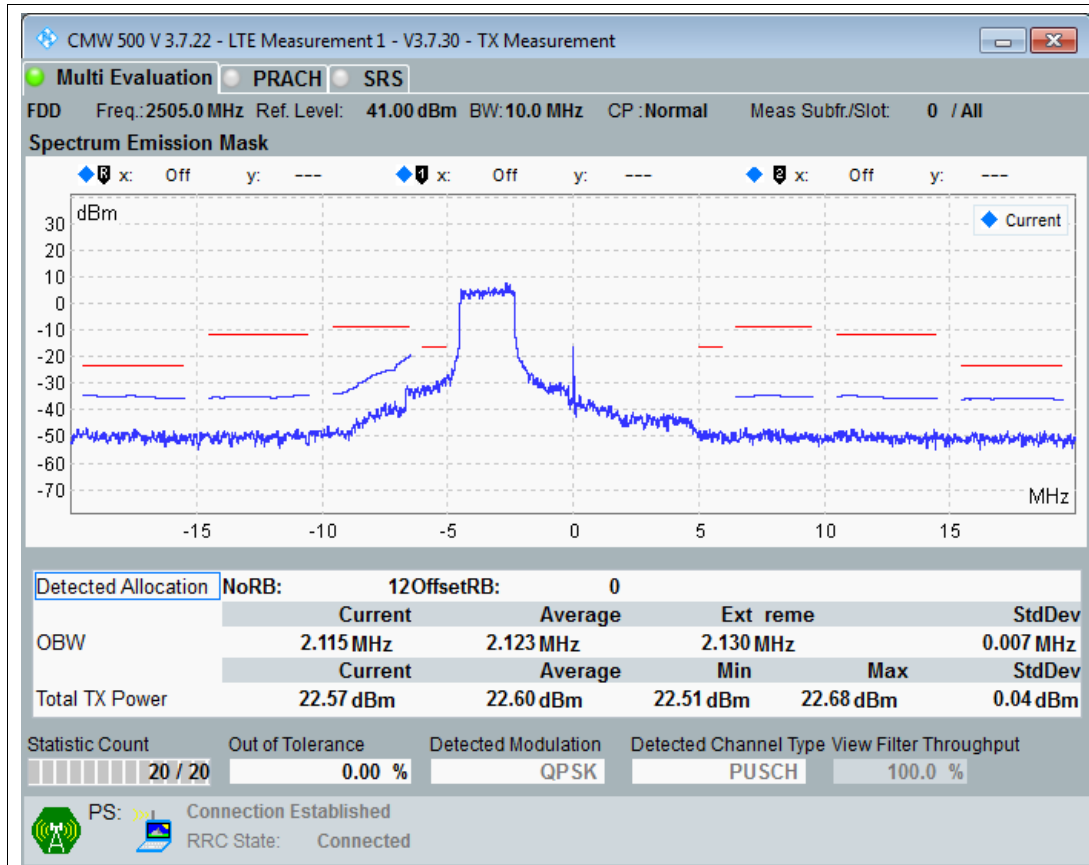 CMW 500 V 3.7.22 - LTE Measurement 1 - V3.7.30 - TX Measurement
Multi Evaluation PRACH SRS
FDD Freq.: 2505.0 MHz Ref. Level: 41.00 dBm BW: 10.0 MHz CP : Normal Meas Subfr./Slot: 0 / All
Spectrum Emission Mask
R x: Off y: --- 1 x: Off y: --- 2 x: Off y: ---
dBm
Current
30
20
10
0
-10
-20
-30
-40
-50
-60
-70
MHz
-15 -10 -5 0 5 10 15
Detected Allocation NoRB: 12 OffsetRB: 0
Current Average Ext reme StdDev
OBW 2.115 MHz 2.123 MHz 2.130 MHz 0.007 MHz
Current Average Min Max StdDev
Total TX Power 22.57 dBm 22.60 dBm 22.51 dBm 22.68 dBm 0.04 dBm
Statistic Count Out of Tolerance Detected Modulation Detected Channel Type View Filter Throughput
20 / 20 0.00 % QPSK PUSCH 100.0 %
PS: Connection Established
RRC State: Connected